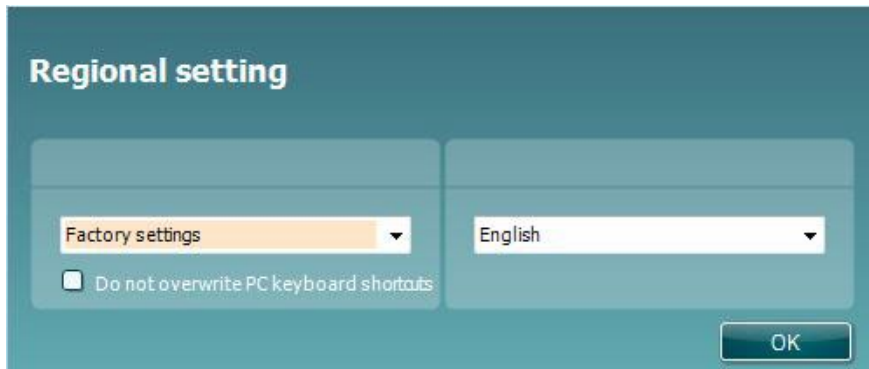 Regional setting
Factory settings
English
Do not overwrite PC keyboard shortcuts
OK